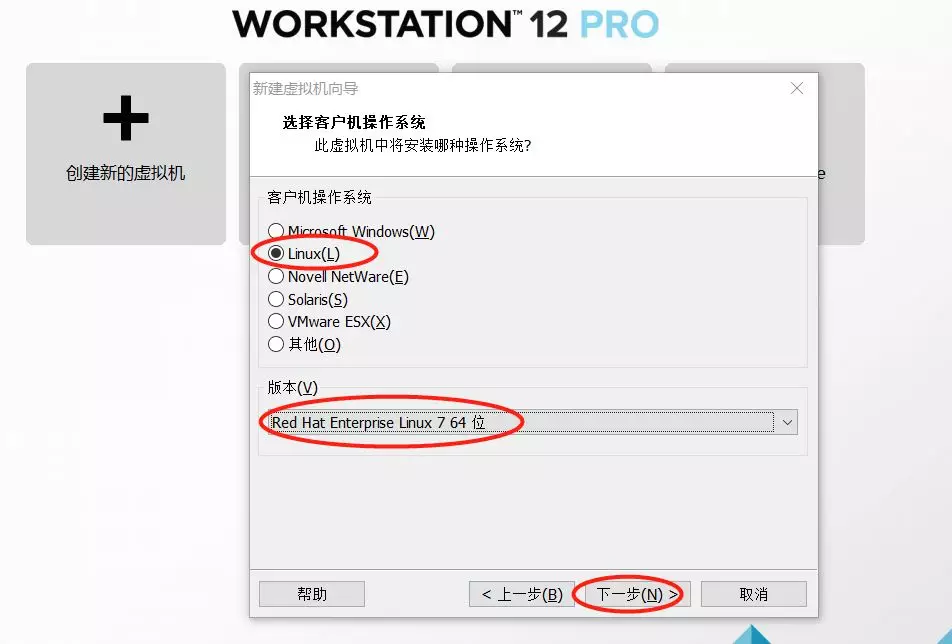 WORKSTATION™ 12 PRO
创建新的虚拟机
新建虚拟机向导
选择客户机操作系统
此虚拟机中将安装哪种操作系统?
e
客户机操作系统
Microsoft Windows(W)
Linux(L)
Novell NetWare(E)
Solaris(S)
VMware ESX(X)
其他(O)
版本(V)
Red Hat Enterprise Linux 7 64 位
帮助
< 上一步(B)
下一步(N) >
取消